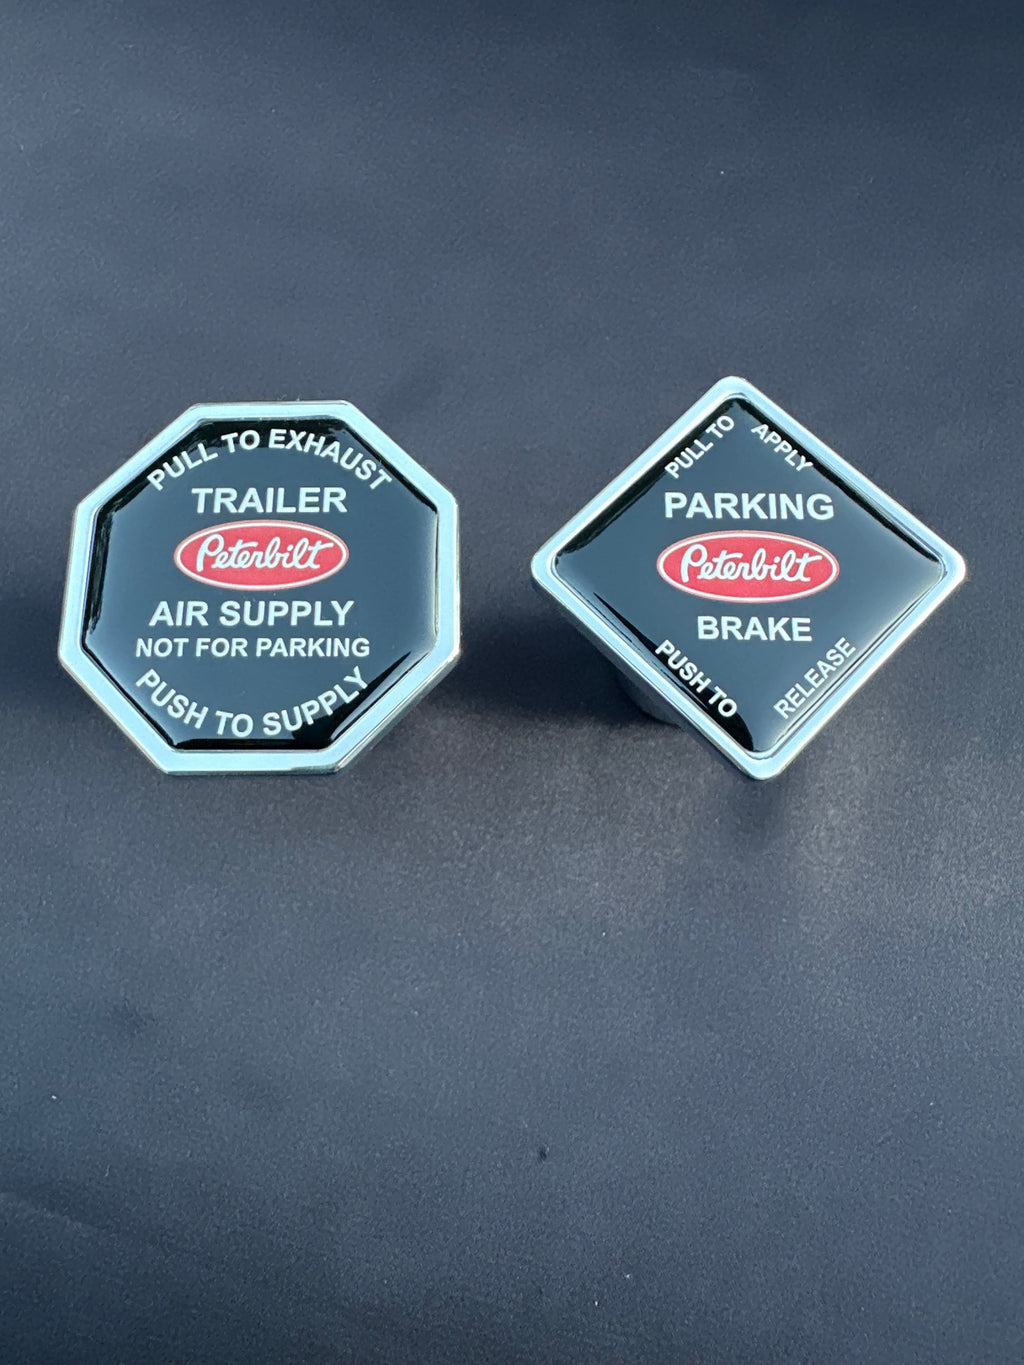 PULL TO EXHAUST
TRAILER
Peterbilt
AIR SUPPLY
NOT FOR PARKING
PUSH TO SUPPLY
PULL TO APPLY
PARKING
Peterbilt
BRAKE
PUSH TO RELEASE